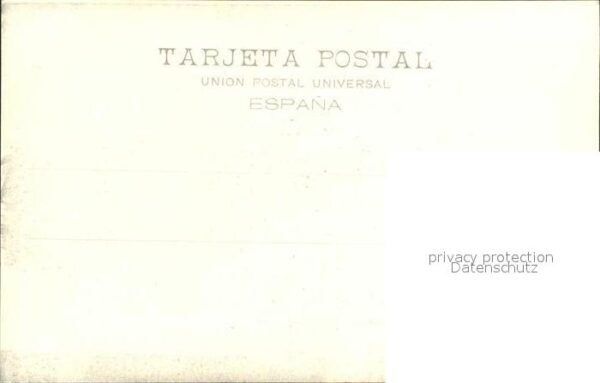 TARJETA POSTAL
UNION POSTAL UNIVERSAL
ESPAÑA
privacy protection
Datenschutz